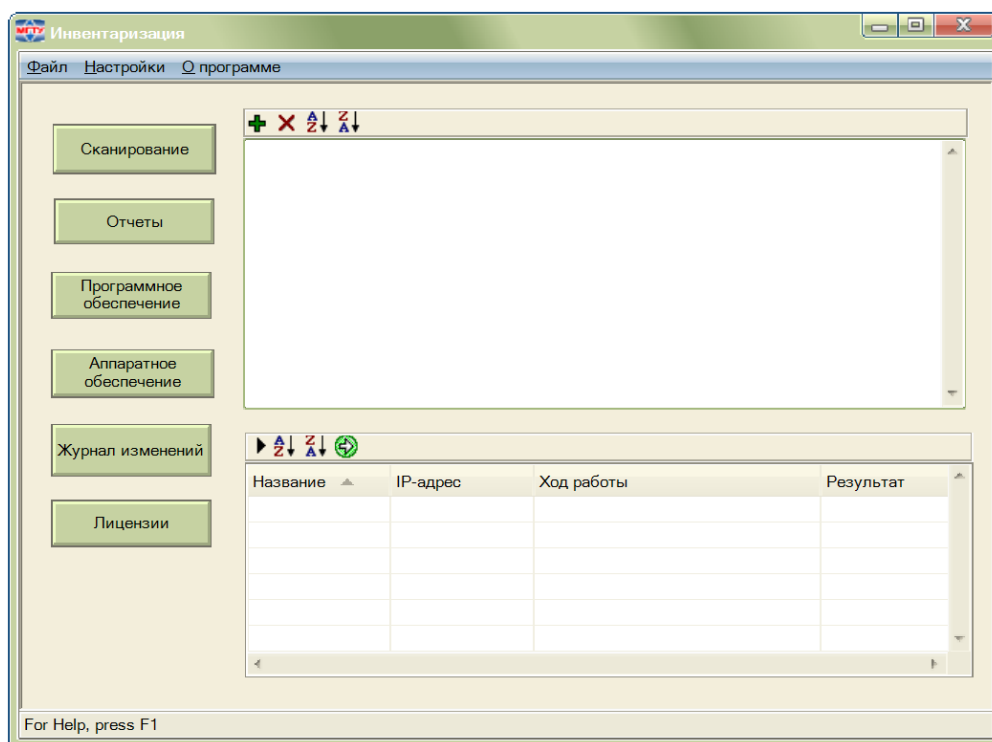 МГТУ Инвентаризация
Файл Настройки О программе
Сканирование
Отчеты
Программное
обеспечение
Аппаратное
обеспечение
Журнал изменений
Лицензии
A Z Z A
A Z Z A
Название IP-адрес Ход работы Результат
For Help, press F1